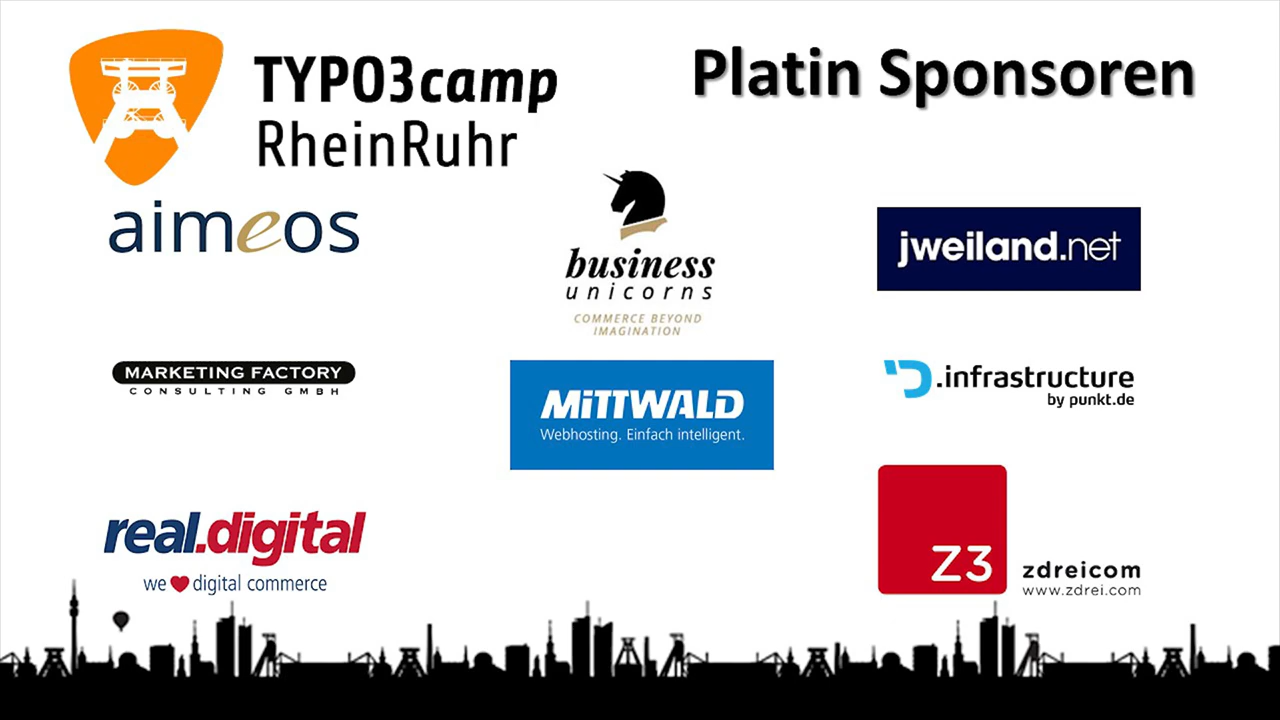 TYPO3camp
RheinRuhr
Platin Sponsoren
aimeos
business
unicorns
COMMERCE BEYOND
IMAGINATION
jweiland.net
MARKETING FACTORY
CONSULTING GMBH
MiTTWALD
Webhosting. Einfach intelligent.
.infrastructure
by punkt.de
real.digital
we digital commerce
Z3
zdreicom
www.zdrei.com